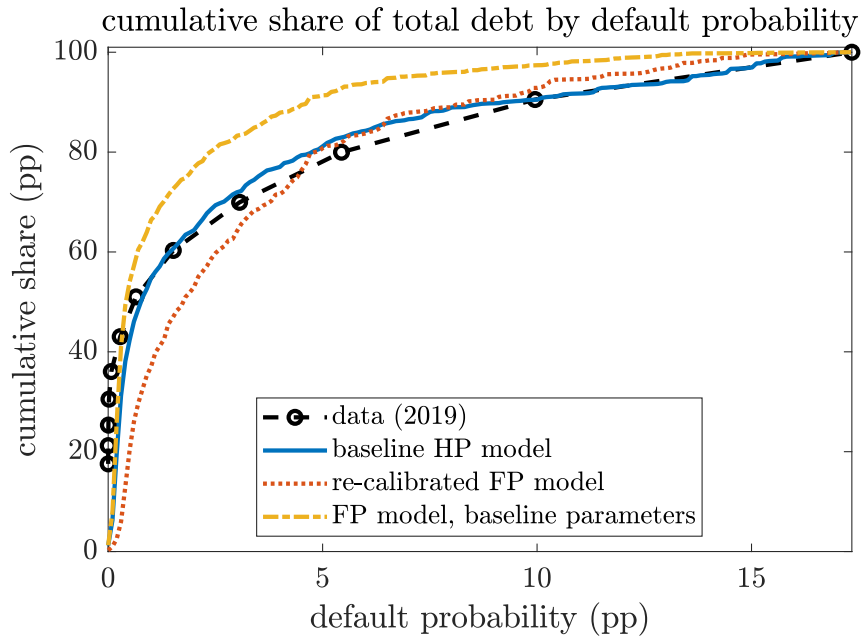 cumulative share of total debt by default probability
100
80
60
40
20
0
cumulative share (pp)
data (2019)
baseline HP model
re-calibrated FP model
FP model, baseline parameters
0 5 10 15
default probability (pp)